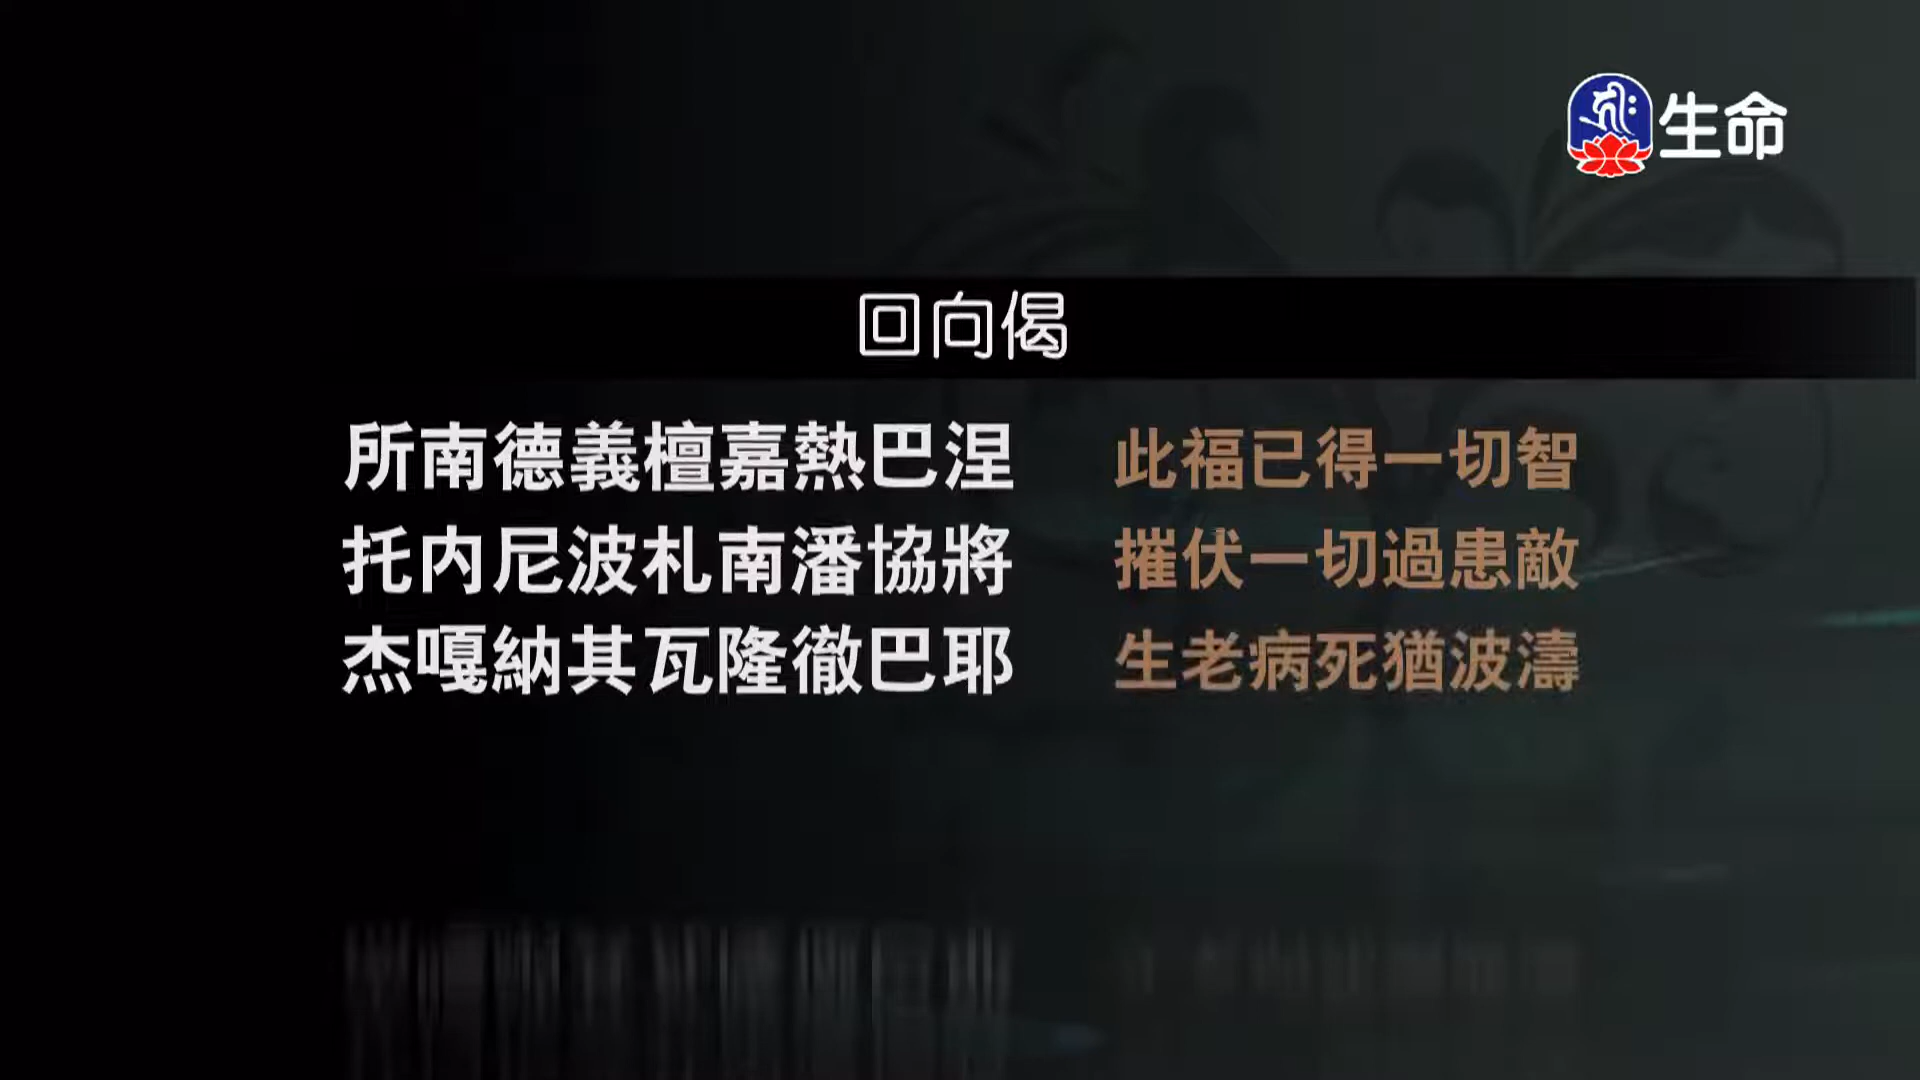 生命
回向偈
所南德義檀嘉熱巴涅 此福已得一切智
托内尼波札南潘協將 摧伏一切過患敵
杰嘎納其瓦隆徹巴耶 生老病死猶波濤